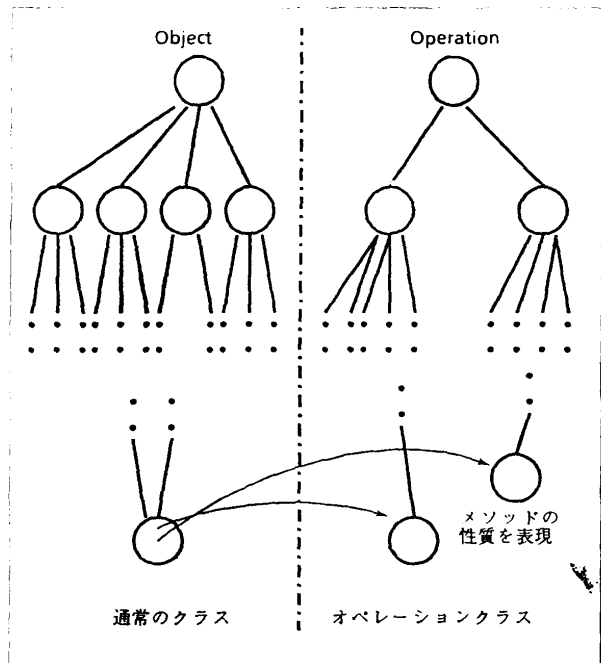 Object
Operation
メソッドの
性質を表現
通常のクラス
オペレーションクラス